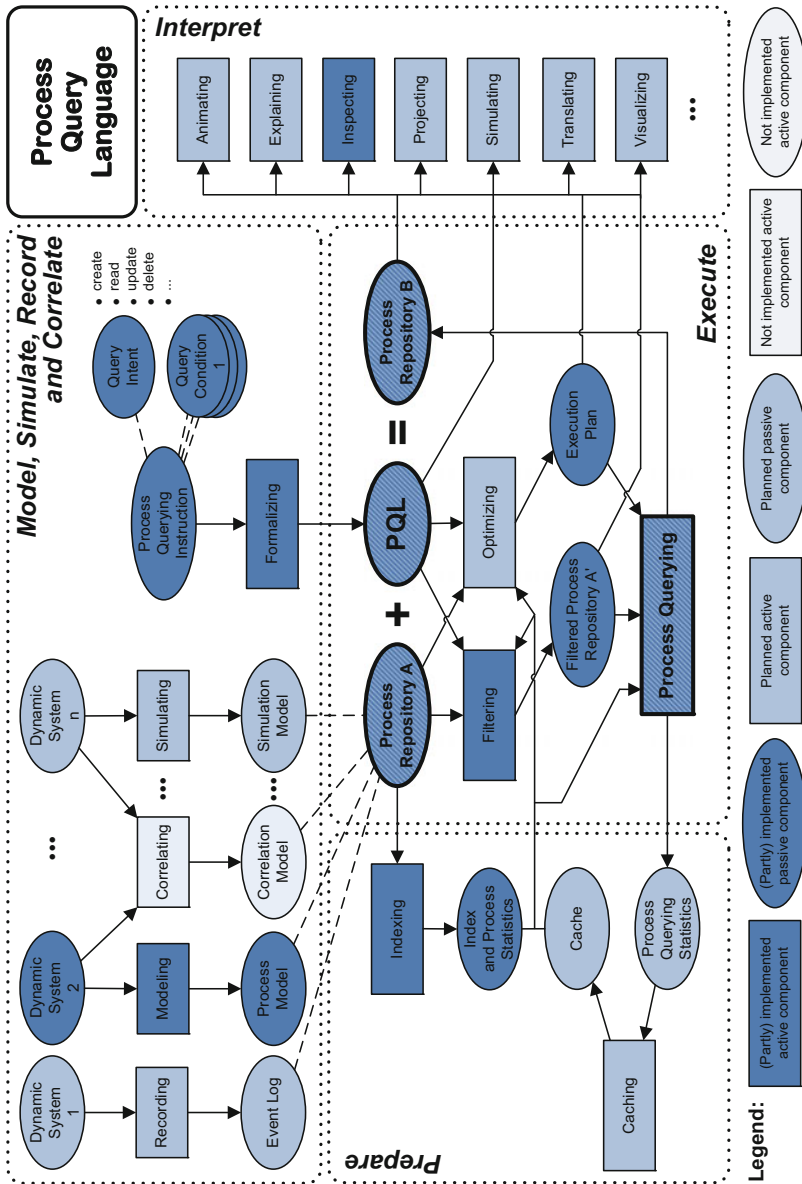 Process
Query
Language
Model, Simulate, Record
and Correlate
Dynamic
System
1
Recording
Event Log
Dynamic
System
2
Modeling
Process
Model
...
Correlating
Correlation
Model
...
...
Dynamic
System
n
Simulating
Simulation
Model
Process
Querying
Instruction
Formalizing
Query
Intent
Query
Condition
1
• create
• read
• update
• delete
• ...
Prepare
Indexing
Index
and Process
Statistics
Cache
Process
Querying
Statistics
Caching
Execute
Process
Repository A
+
PQL
=
Process
Repository B
Filtering
Optimizing
Filtered Process
Repository A'
Execution
Plan
Process Querying
Interpret
Animating
Explaining
Inspecting
Projecting
Simulating
Translating
Visualizing
...
Legend:
(Partly) implemented
active component
(Partly) implemented
passive component
Planned active
component
Planned passive
component
Not implemented active
component
Not implemented
active component